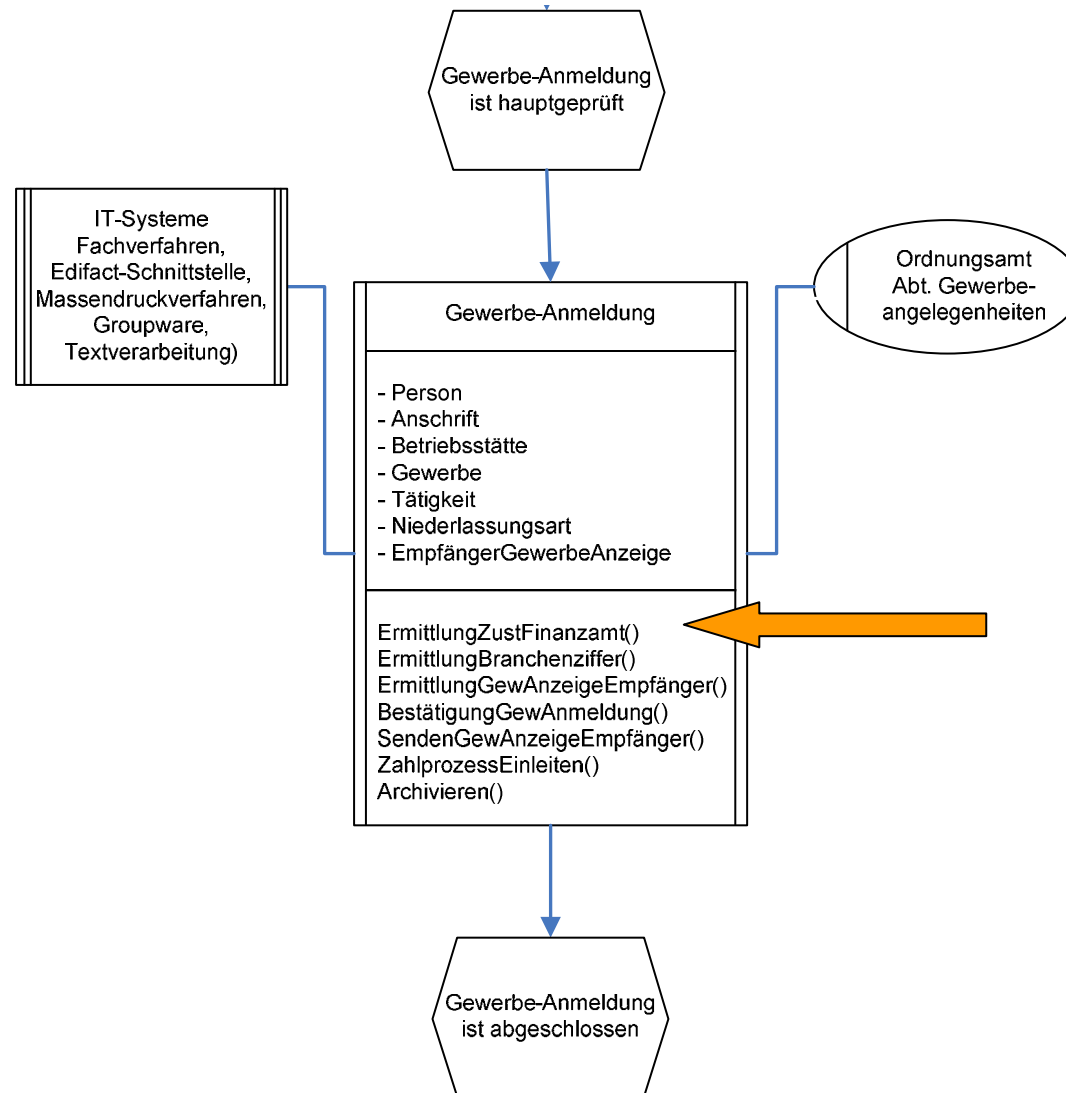 Gewerbe-Anmeldung
ist hauptgeprüft
IT-Systeme
Fachverfahren,
Edifact-Schnittstelle,
Massendruckverfahren,
Groupware,
Textverarbeitung)
Ordnungsamt
Abt. Gewerbe-
angelegenheiten
Gewerbe-Anmeldung
- Person
- Anschrift
- Betriebsstätte
- Gewerbe
- Tätigkeit
- Niederlassungsart
- EmpfängerGewerbeAnzeige
ErmittlungZustFinanzamt()
ErmittlungBranchenziffer()
ErmittlungGewAnzeigeEmpfänger()
BestätigungGewAnmeldung()
SendenGewAnzeigeEmpfänger()
ZahlprozessEinleiten()
Archivieren()
Gewerbe-Anmeldung
ist abgeschlossen